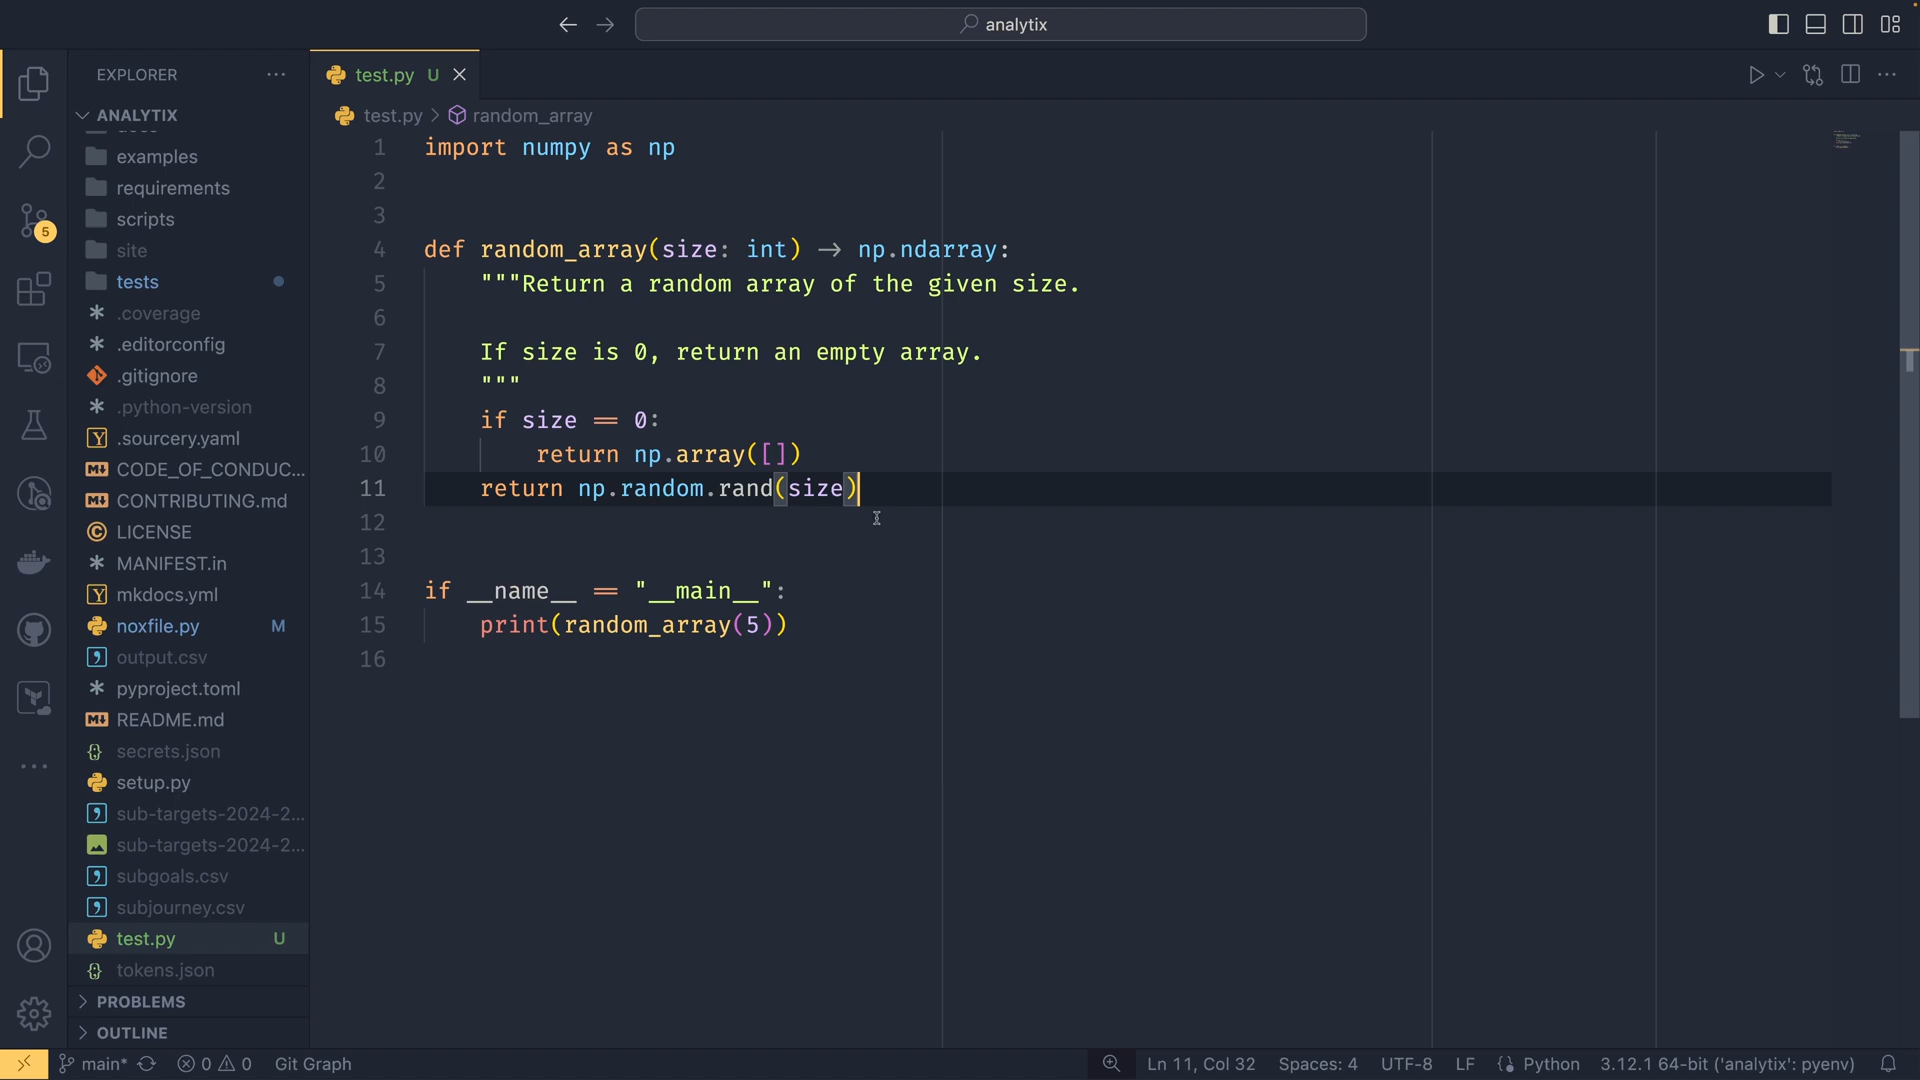 analytix
EXPLORER
ANALYTIX
examples
requirements
scripts
site
tests
.coverage
.editorconfig
.gitignore
.python-version
.sourcery.yaml
CODE_OF_CONDUC...
CONTRIBUTING.md
LICENSE
MANIFEST.in
mkdocs.yml
noxfile.py M
output.csv
pyproject.toml
README.md
secrets.json
setup.py
sub-targets-2024-2...
sub-targets-2024-2...
subgoals.csv
subjourney.csv
test.py U
tokens.json
PROBLEMS
OUTLINE
5
test.py U
test.py > random_array
1 import numpy as np
2
3
4 def random_array(size: int) -> np.ndarray:
5 """Return a random array of the given size.
6
7 If size is 0, return an empty array.
8 """
9 if size == 0:
10 return np.array([])
11 return np.random.rand(size)
12
13
14 if __name__ == "__main__":
15 print(random_array(5))
16
main* 0 0 Git Graph Ln 11, Col 32 Spaces: 4 UTF-8 LF Python 3.12.1 64-bit ('analytix': pyenv)